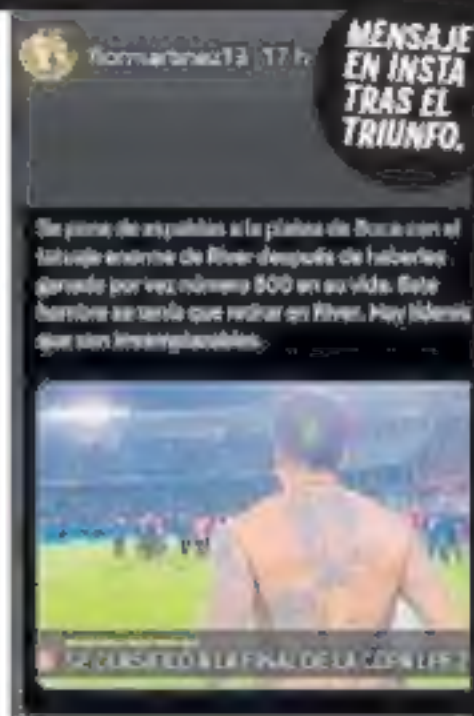 flormartinez13 17 h
MENSAJE
EN INSTA
TRAS EL
TRIUNFO.
Se pone de espaldas a la platea de Boca con el
tatuaje enorme de River después de haberles
ganado por vez número 800 en su vida. Este
hombre se tenía que retirar en River. Hay
que son irreemplazables.
SE CLASIFICÓ A LA FINAL DE LA COPA LPF